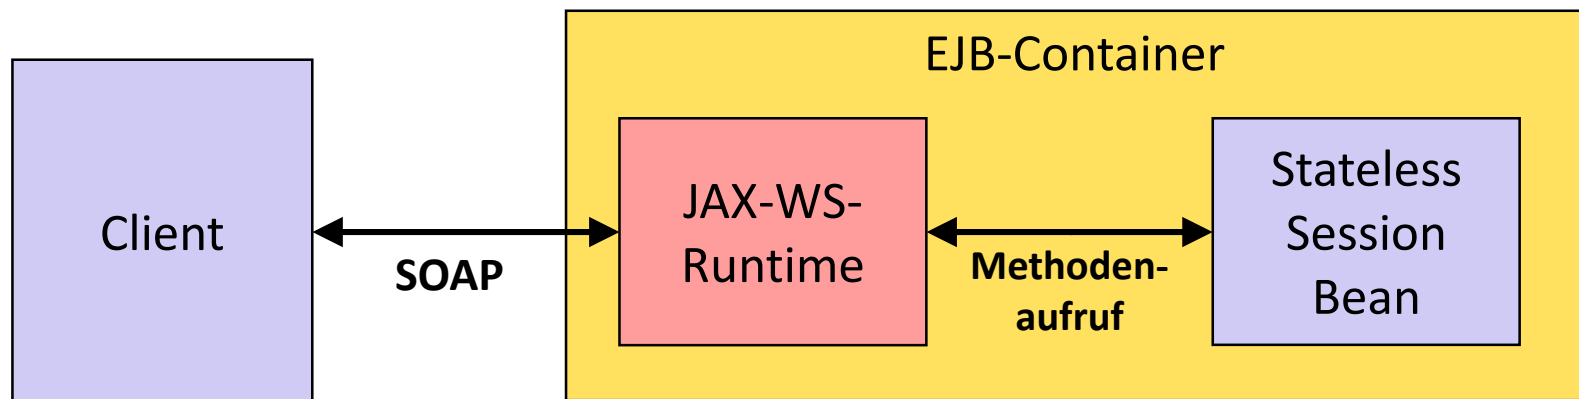 EJB-Container
Client
SOAP
JAX-WS-
Runtime
Methoden-
aufruf
Stateless
Session
Bean